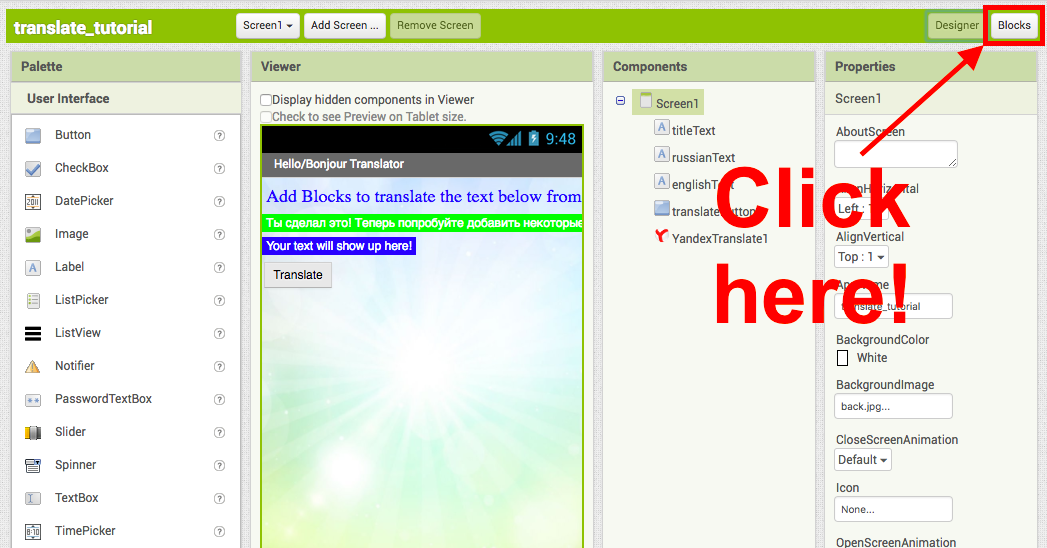 translate_tutorial
Screen1
Add Screen ...
Remove Screen
Designer
Blocks
Palette
User Interface
Button
CheckBox
DatePicker
Image
Label
ListPicker
ListView
Notifier
PasswordTextBox
Slider
Spinner
TextBox
TimePicker
Viewer
Display hidden components in Viewer
Check to see Preview on Tablet size.
9:48
Hello/Bonjour Translator
Add Blocks to translate the text below from
Ты сделал это! Теперь попробуйте добавить некоторые
Your text will show up here!
Translate
Components
Screen1
titleText
russianText
englishText
YandexTranslate1
Click
here!
Properties
Screen1
AboutScreen
Left :
AlignVertical
Top : 1
translate_tutorial
BackgroundColor
White
BackgroundImage
back.jpg...
CloseScreenAnimation
Default
Icon
None...
OpenScreenAnimation